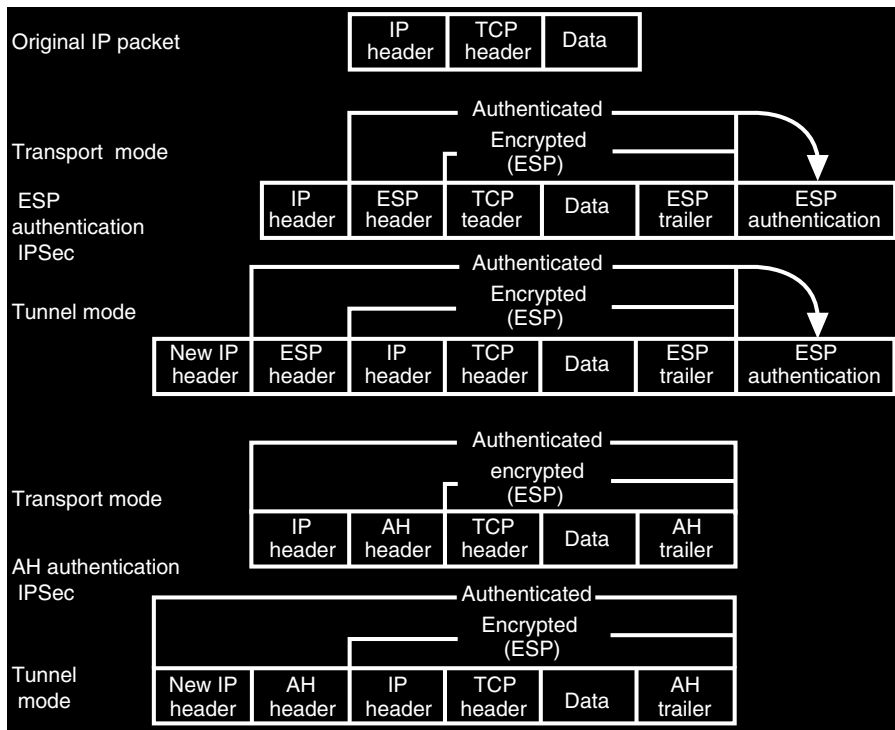 Original IP packet
IP header
TCP header
Data
Authenticated
Encrypted (ESP)
Transport mode
ESP authentication IPSec
IP header
ESP header
TCP teader
Data
ESP trailer
ESP authentication
Authenticated
Encrypted (ESP)
Tunnel mode
New IP header
ESP header
IP header
TCP header
Data
ESP trailer
ESP authentication
Authenticated
encrypted (ESP)
Transport mode
IP header
AH header
TCP header
Data
AH trailer
AH authentication IPSec
Authenticated
Encrypted (ESP)
Tunnel mode
New IP header
AH header
IP header
TCP header
Data
AH trailer